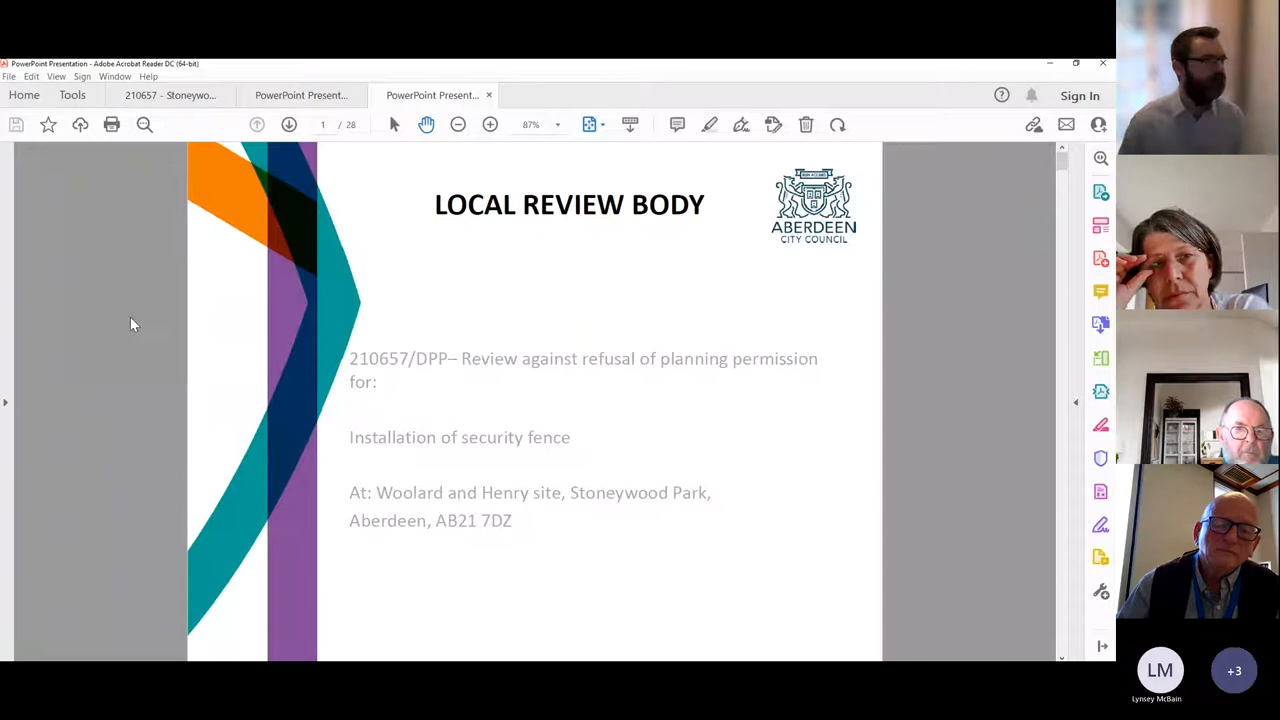 PowerPoint Presentation - Adobe Acrobat Reader DC (64-bit)
File Edit View Sign Window Help
Home Tools 210657 - Stoneywo... PowerPoint Present... PowerPoint Present... ×
Sign In
1 / 28
87%
LOCAL REVIEW BODY
ABERDEEN
CITY COUNCIL
210657/DPP– Review against refusal of planning permission
for:
Installation of security fence
At: Woolard and Henry site, Stoneywood Park,
Aberdeen, AB21 7DZ
LM
+3
Lynsey McBain